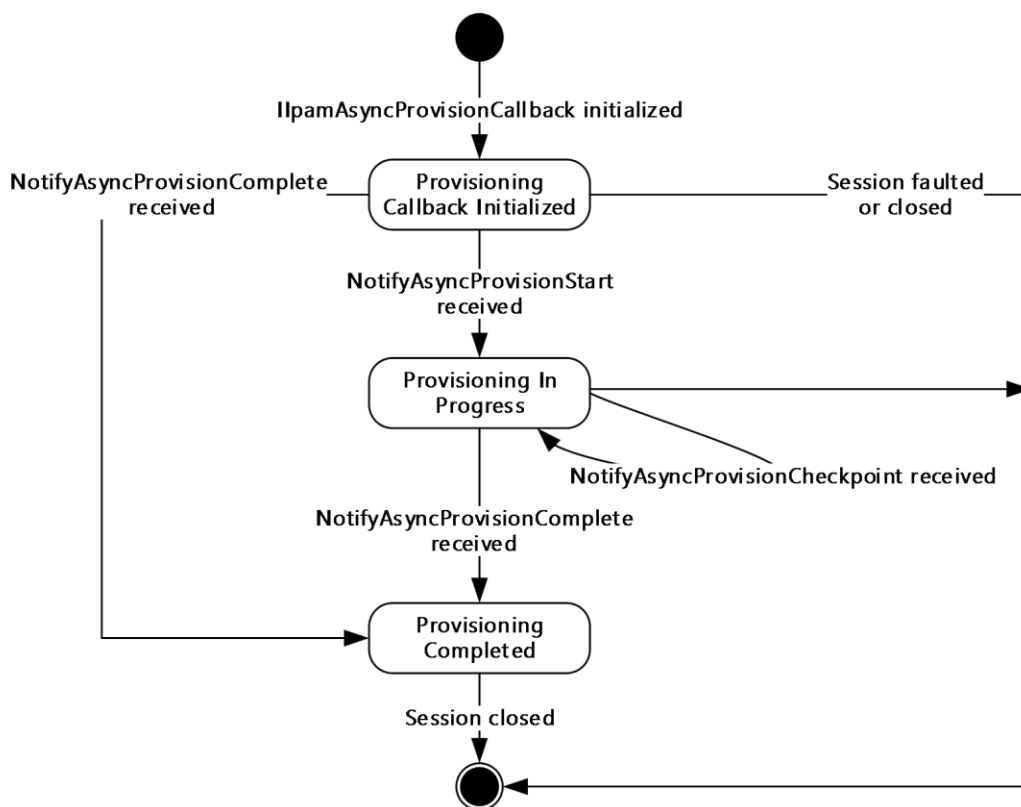 IIpamAsyncProvisionCallback initialized
NotifyAsyncProvisionComplete
received
Provisioning
Callback Initialized
Session faulted
or closed
NotifyAsyncProvisionStart
received
Provisioning In
Progress
NotifyAsyncProvisionCheckpoint received
NotifyAsyncProvisionComplete
received
Provisioning
Completed
Session closed